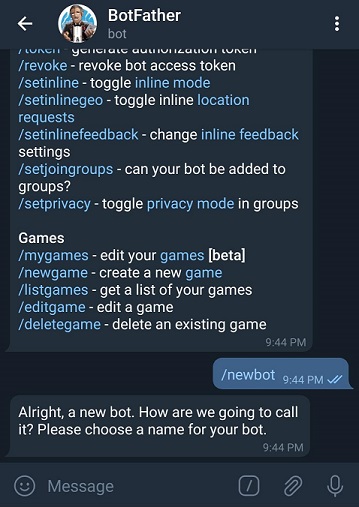 BotFather
bot
/token - generate authorization token
/revoke - revoke bot access token
/setinline - toggle inline mode
/setinlinegeo - toggle inline location
requests
/setinlinefeedback - change inline feedback
settings
/setjoingroups - can your bot be added to
groups?
/setprivacy - toggle privacy mode in groups
Games
/mygames - edit your games [beta]
/newgame - create a new game
/listgames - get a list of your games
/editgame - edit a game
/deletegame - delete an existing game
9:44 PM
/newbot 9:44 PM
Alright, a new bot. How are we going to call
it? Please choose a name for your bot.
9:44 PM
Message